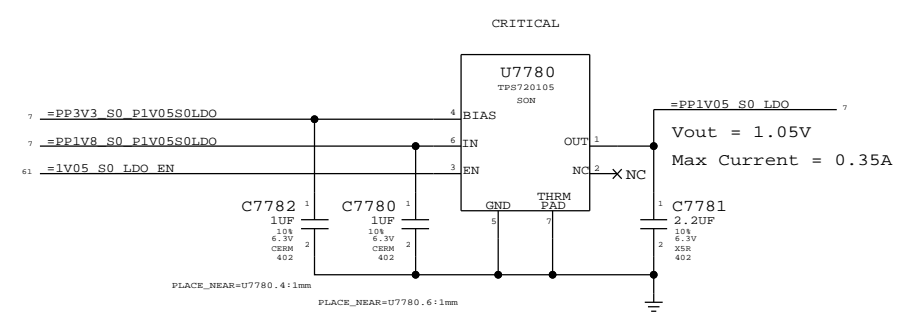 CRITICAL
U7780
TPS720105
SON
7 =PP3V3_S0_P1V05S0LDO 4 BIAS
7 =PP1V8_S0_P1V05S0LDO 6 IN
61 =1V05_S0_LDO_EN 3 EN
OUT 1
NC 2 NC
GND
5
THRM
PAD
7
=PP1V05_S0_LDO 7
Vout = 1.05V
Max Current = 0.35A
C7782 1
1UF
10%
6.3V 2
CERM
402
C7780 1
1UF
10%
6.3V 2
CERM
402
1 C7781
2.2UF
10%
2 6.3V
X5R
402
PLACE_NEAR=U7780.4:1mm
PLACE_NEAR=U7780.6:1mm